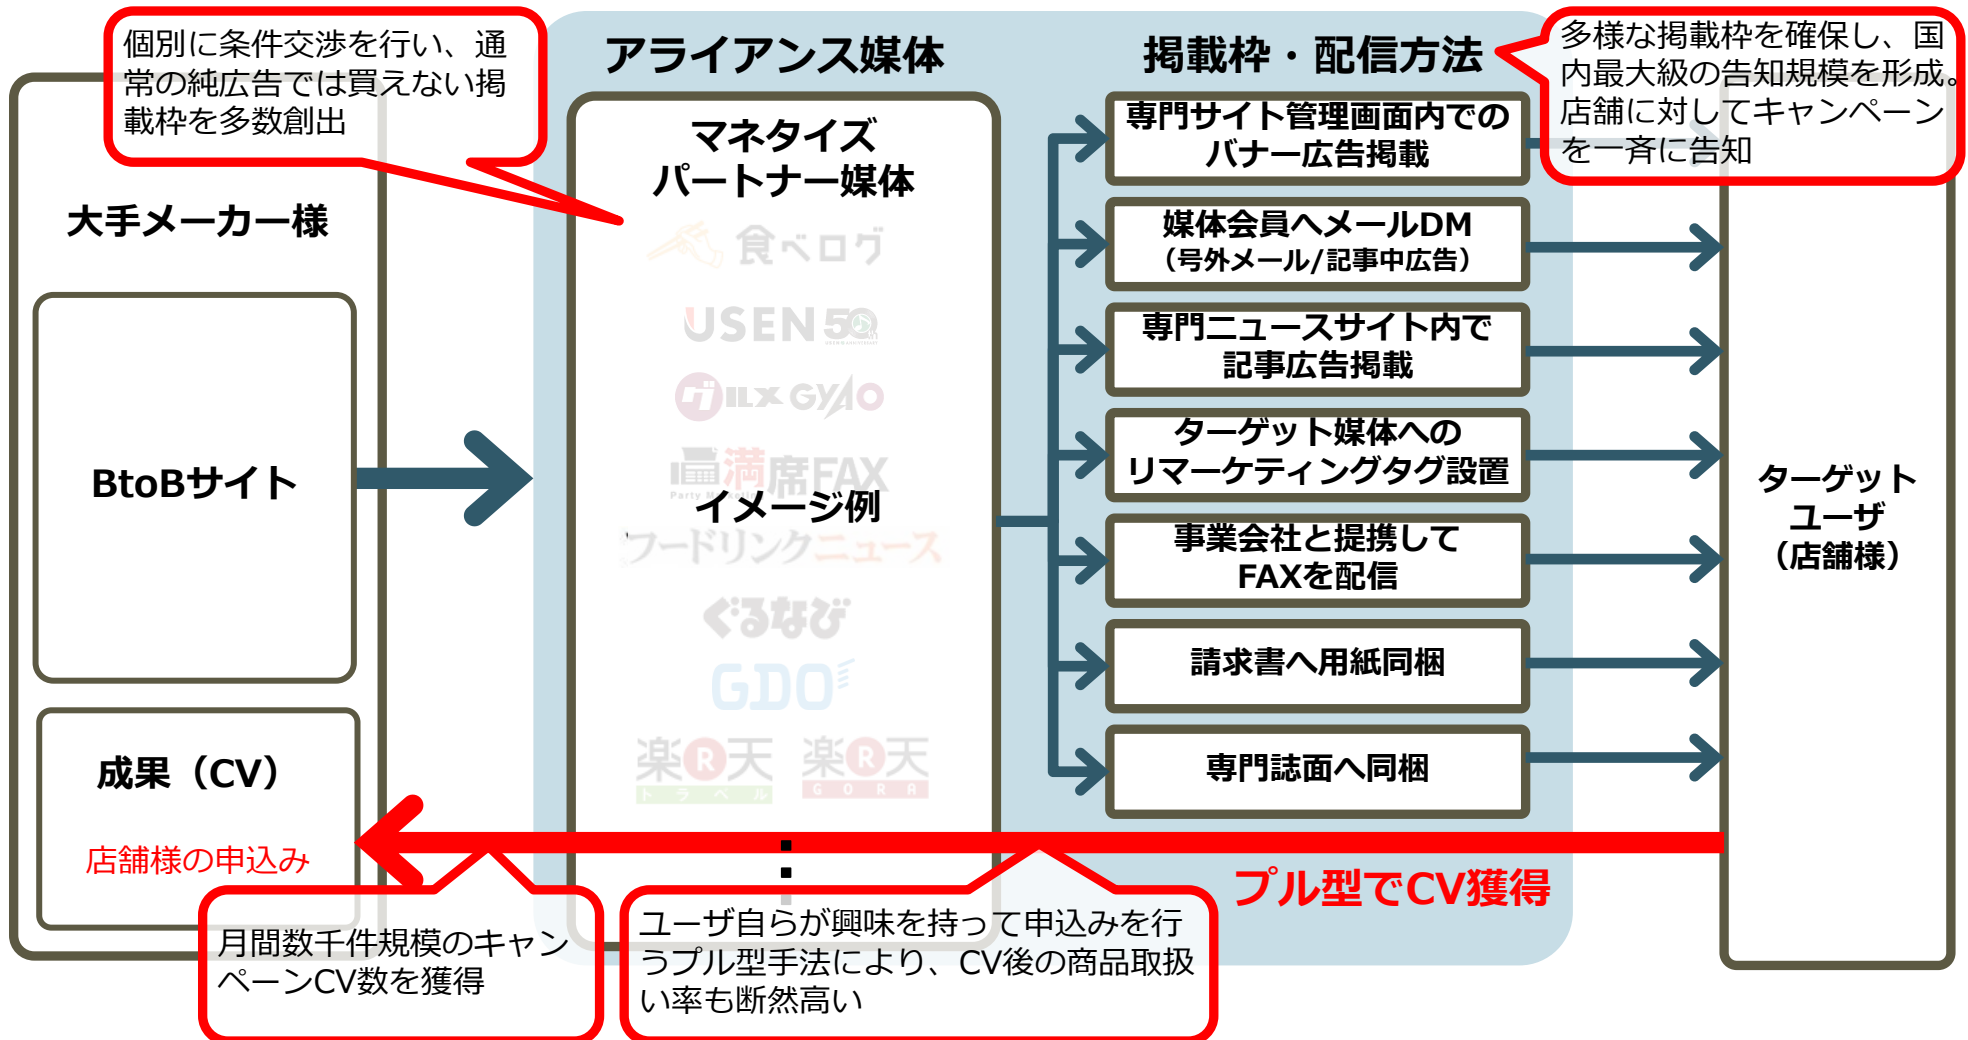 個別に条件交渉を行い、通
常の純広告では買えない掲
載枠を多数創出
アライアンス媒体
掲載枠・配信方法
多様な掲載枠を確保し、国
内最大級の告知規模を形成。
店舗に対してキャンペーン
を一斉に告知
大手メーカー様
BtoBサイト
成果（CV）
店舗様の申込み
マネタイズ
パートナー媒体
食べログ
USEN 50
GYAO
満席FAX
イメージ例
フードリンクニュース
ぐるなび
GDO
楽R天
トラベル
楽R天
GORA
専門サイト管理画面内での
バナー広告掲載
媒体会員へメールDM
（号外メール/記事中広告）
専門ニュースサイト内で
記事広告掲載
ターゲット媒体への
リマーケティングタグ設置
事業会社と提携して
FAXを配信
請求書へ用紙同梱
専門誌面へ同梱
ターゲット
ユーザ
（店舗様）
プル型でCV獲得
月間数千件規模のキャン
ペーンCV数を獲得
ユーザ自らが興味を持って申込みを行
うプル型手法により、CV後の商品取扱
い率も断然高い